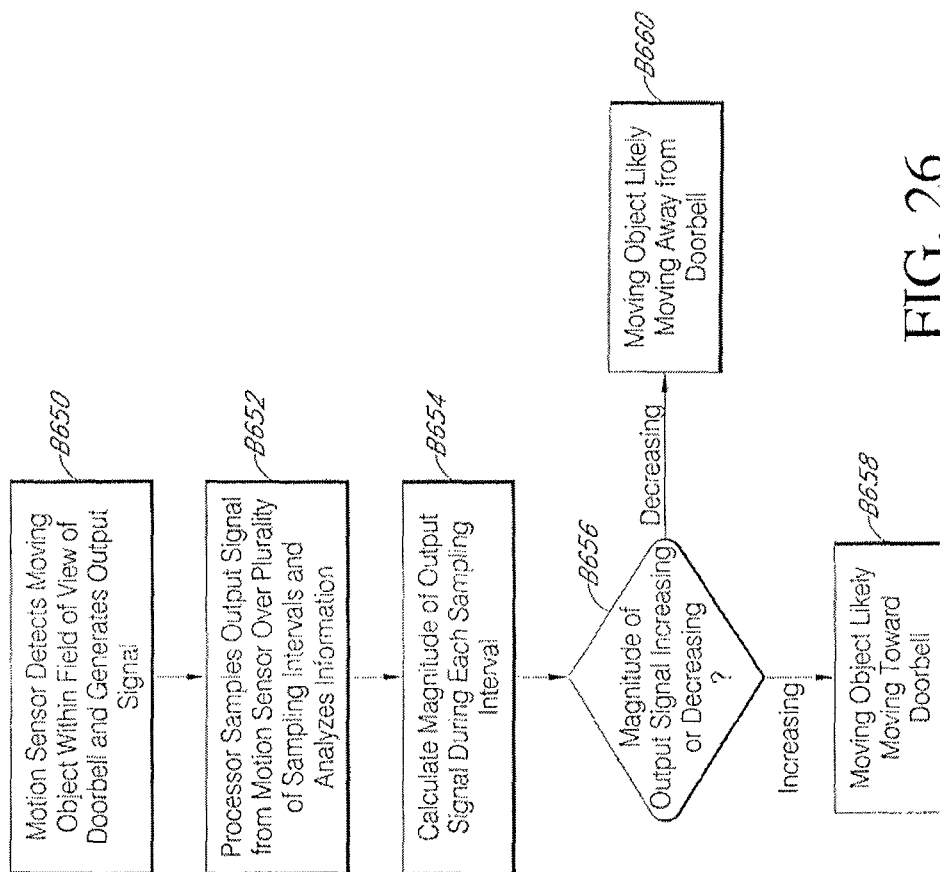 B650
Motion Sensor Detects Moving
Object Within Field of View of
Doorbell and Generates Output
Signal
B652
Processor Samples Output Signal
from Motion Sensor Over Plurality
of Sampling Intervals and
Analyzes Information
B654
Calculate Magnitude of Output
Signal During Each Sampling
Interval
B656
Magnitude of
Output Signal Increasing
or Decreasing
?
Decreasing
B660
Moving Object Likely
Moving Away from
Doorbell
Increasing
B658
Moving Object Likely
Moving Toward
Doorbell
FIG. 26